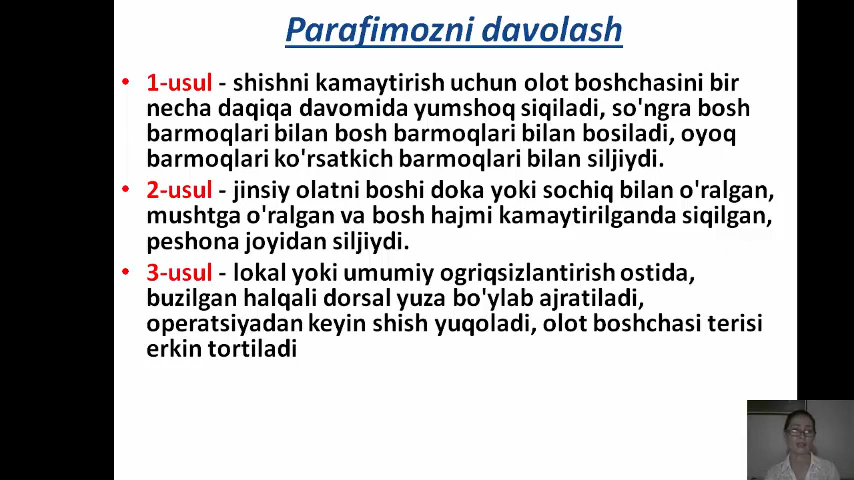 Parafimozni davolash
• 1-usul - shishni kamaytirish uchun olot boshchasini bir
necha daqiqa davomida yumshoq siqiladi, so'ngra bosh
barmoqlari bilan bosh barmoqlari bilan bosiladi, oyoq
barmoqlari ko'rsatkich barmoqlari bilan siljiydi.
• 2-usul - jinsiy olatni boshi doka yoki sochiq bilan o'ralgan,
mushtga o'ralgan va bosh hajmi kamaytirilganda siqilgan,
peshona joyidan siljiydi.
• 3-usul - lokal yoki umumiy ogriqsizlantirish ostida,
buzilgan halqali dorsal yuza bo'ylab ajratiladi,
operatsiyadan keyin shish yuqoladi, olot boshchasi terisi
erkin tortiladi